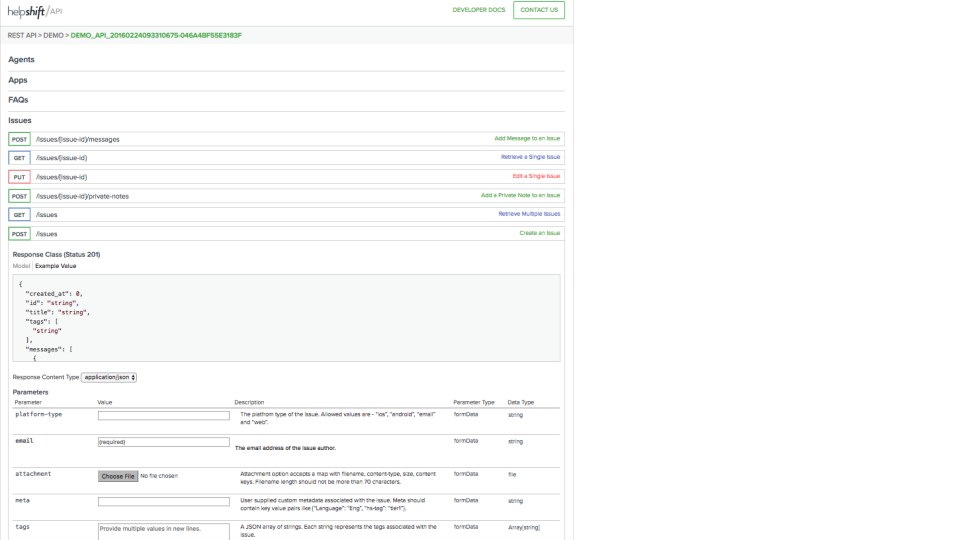 helpshift/API
DEVELOPER DOCS
CONTACT US
REST API > DEMO > DEMO_API_20160224093310675-046A4BF55E3183F
Agents
Apps
FAQs
Issues
POST /issues/{issue-id}/messages Add Message to an Issue
GET /issues/{issue-id} Retrieve a Single Issue
PUT /issues/{issue-id} Edit a Single Issue
POST /issues/{issue-id}/private-notes Add a Private Note to an Issue
GET /issues Retrieve Multiple Issues
POST /issues Create an Issue
Response Class (Status 201)
Model Example Value
{
"created_at": 0,
"id": "string",
"title": "string",
"tags": [
"string"
],
"messages": [
{
Response Content Type application/json
Parameters
Parameter Value Description Parameter Type Data Type
platform-type The platfrom type of the issue. Allowed values are - "ios", "android", "email" formData string
and "web".
email (required) The email address of the issue author. formData string
attachment Choose File No file chosen Attachment option accepts a map with filename, content-type, size, content formData file
keys. Filename length should not be more than 70 characters.
meta User supplied custom metadata associated with the issue. Meta should formData string
contain key value pairs like {"Language": "Eng", "hs-tag": "tier1"}.
tags Provide multiple values in new lines. A JSON array of strings. Each string represents the tags associated with the formData Array[string]
issue.